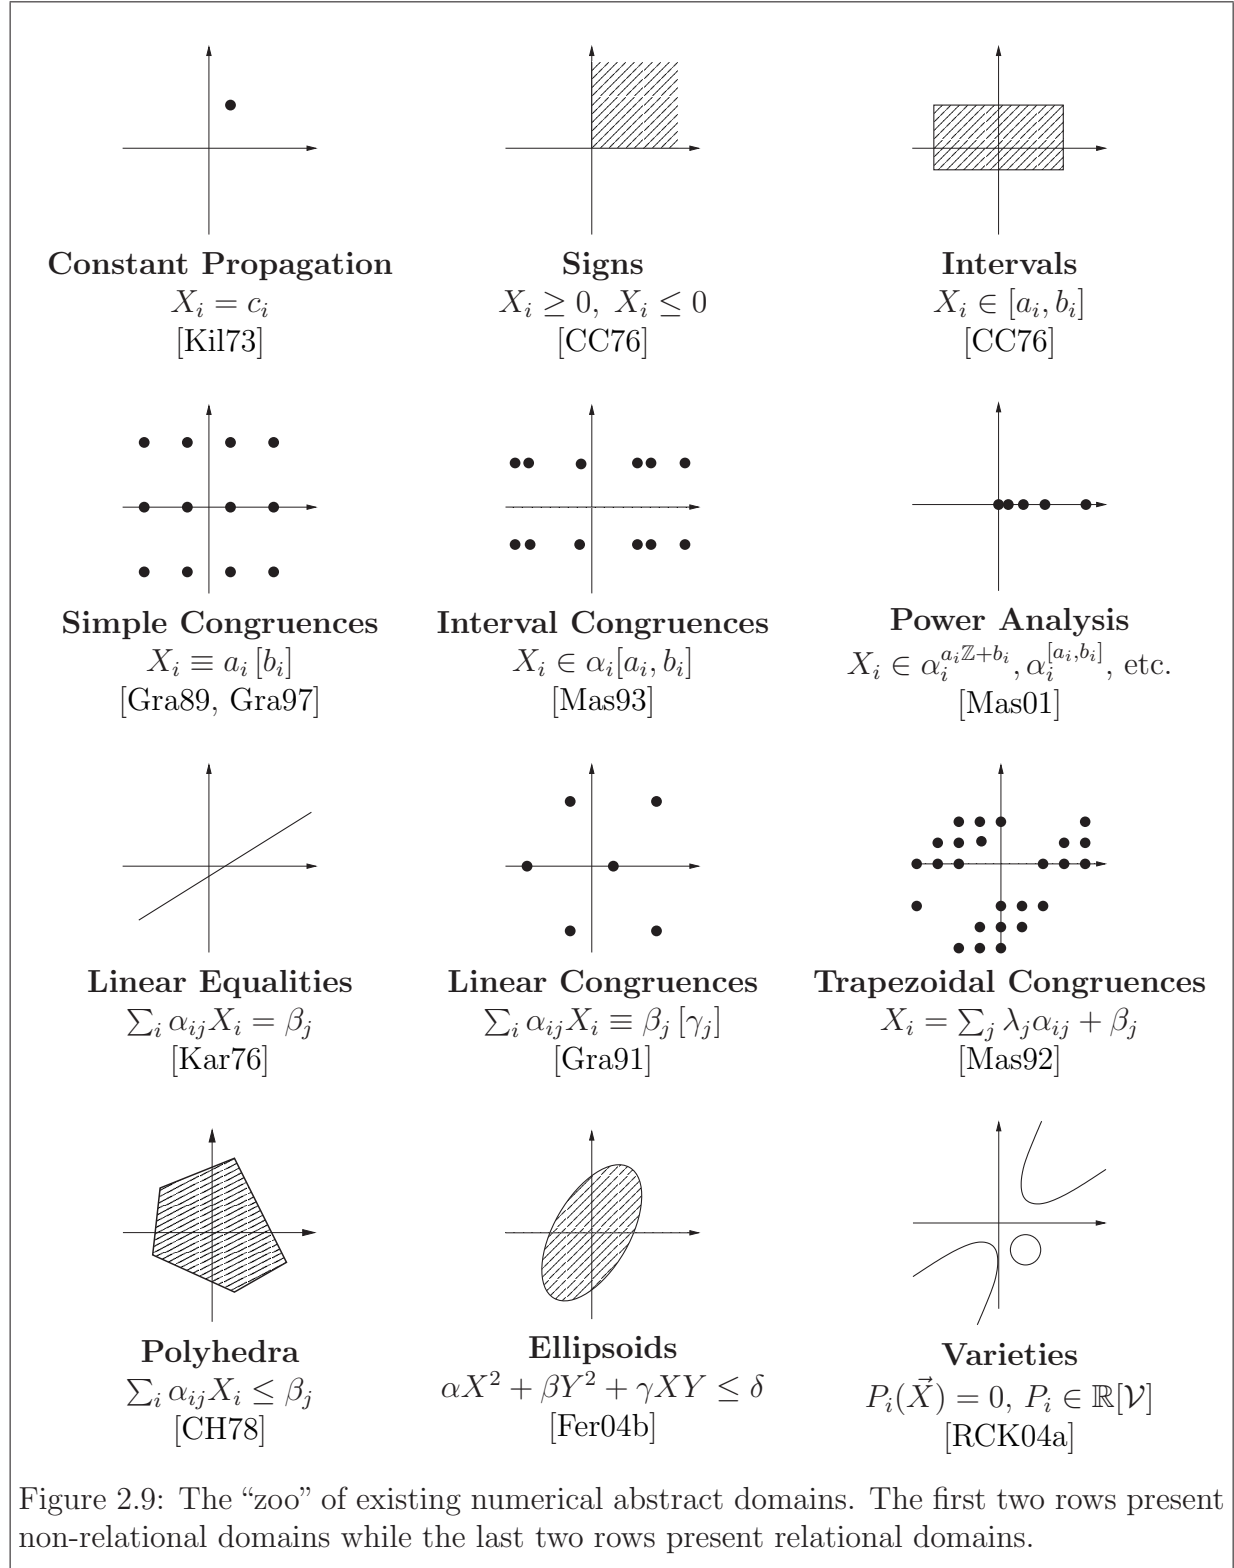 Constant Propagation
X_i = c_i
[Kil73]
Signs
X_i ≥ 0, X_i ≤ 0
[CC76]
Intervals
X_i ∈ [a_i, b_i]
[CC76]
Simple Congruences
X_i ≡ a_i [b_i]
[Gra89, Gra97]
Interval Congruences
X_i ∈ α_i[a_i, b_i]
[Mas93]
Power Analysis
X_i ∈ α_i^{a_iℤ+b_i}, α_i^{[a_i,b_i]}, etc.
[Mas01]
Linear Equalities
∑_i α_{ij}X_i = β_j
[Kar76]
Linear Congruences
∑_i α_{ij}X_i ≡ β_j [γ_j]
[Gra91]
Trapezoidal Congruences
X_i = ∑_j λ_jα_{ij} + β_j
[Mas92]
Polyhedra
∑_i α_{ij}X_i ≤ β_j
[CH78]
Ellipsoids
αX² + βY² + γXY ≤ δ
[Fer04b]
Varieties
P_i(X⃗) = 0, P_i ∈ ℝ[𝒱]
[RCK04a]
Figure 2.9: The “zoo” of existing numerical abstract domains. The first two rows present
non-relational domains while the last two rows present relational domains.